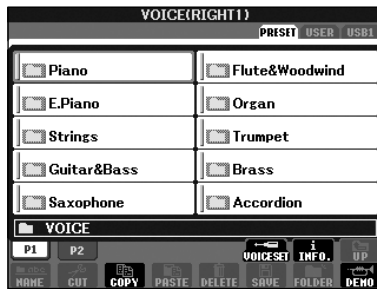 VOICE(RIGHT1)
PRESET USER USB1
Piano
Flute&Woodwind
E.Piano
Organ
Strings
Trumpet
Guitar&Bass
Brass
Saxophone
Accordion
VOICE
P1 P2 VOICESET INFO. UP
NAME CUT COPY PASTE DELETE SAVE FOLDER DEMO